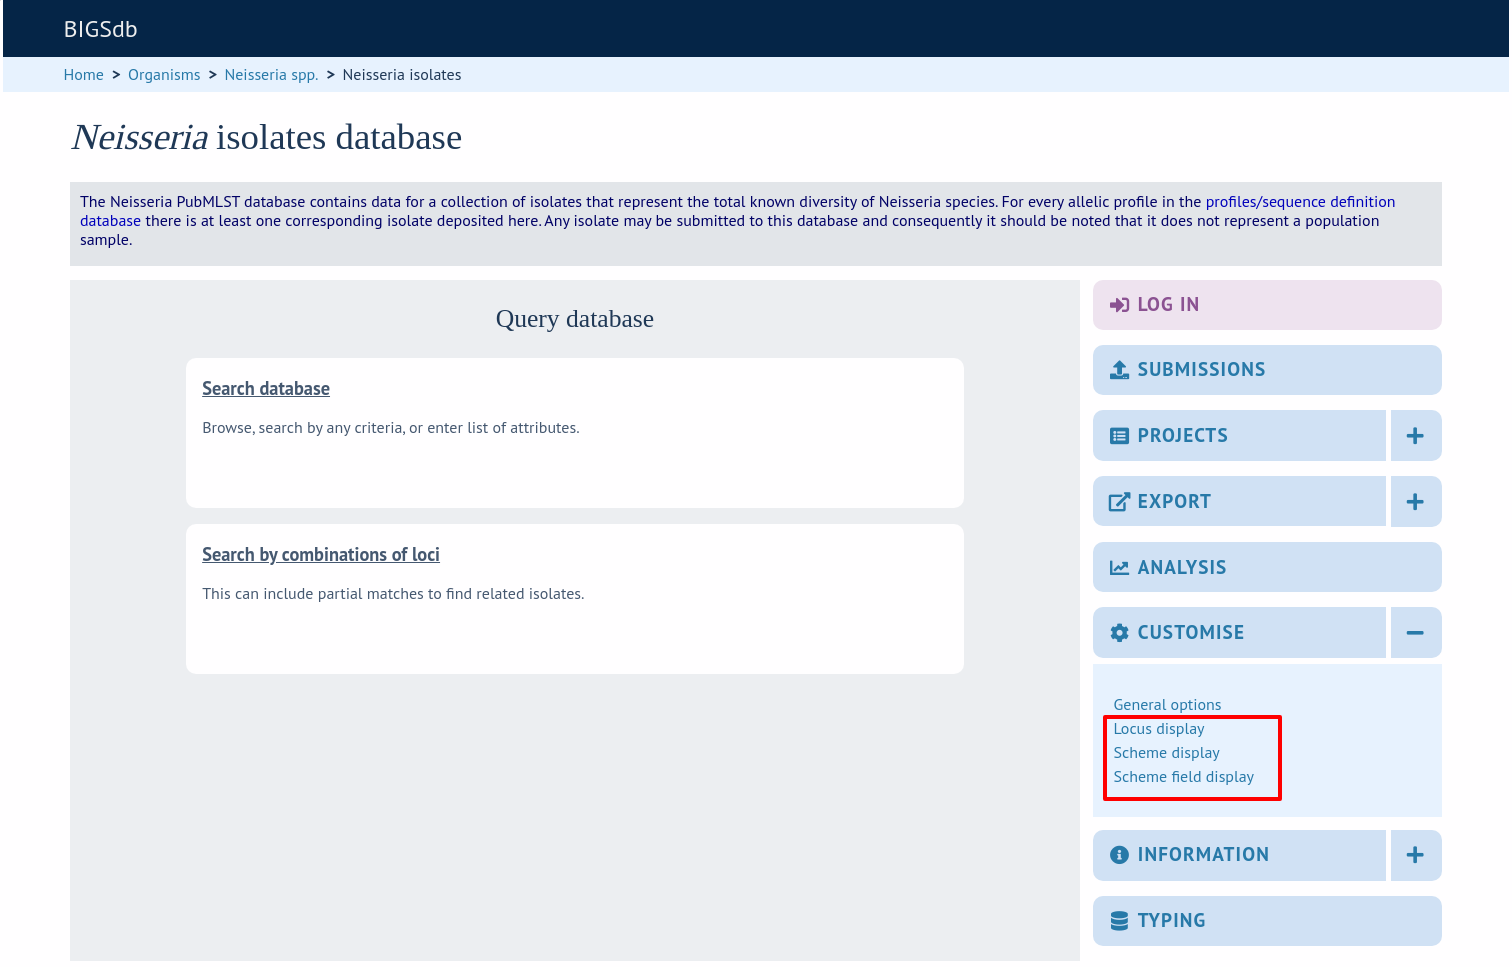 BIGSdb
Home > Organisms > Neisseria spp. > Neisseria isolates
Neisseria isolates database
The Neisseria PubMLST database contains data for a collection of isolates that represent the total known diversity of Neisseria species. For every allelic profile in the profiles/sequence definition
database there is at least one corresponding isolate deposited here. Any isolate may be submitted to this database and consequently it should be noted that it does not represent a population
sample.
Query database
Search database
Browse, search by any criteria, or enter list of attributes.
Search by combinations of loci
This can include partial matches to find related isolates.
LOG IN
SUBMISSIONS
PROJECTS
EXPORT
ANALYSIS
CUSTOMISE
General options
Locus display
Scheme display
Scheme field display
INFORMATION
TYPING